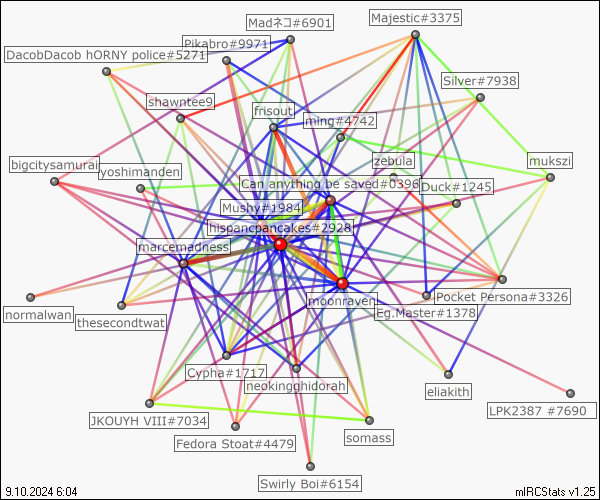 Madネコ#6901
Majestic#3375
Pikabro#9971
DacobDacob hORNY police#5271
Silver#7938
shawntee9
frisout
ming#4742
zebula
mukszi
bigcitysamurai
yoshimanden
Can anything be saved#0396
Duck#1245
Mushy#1984
hispancpancakes#2928
marcemadness
moonraven
Pocket Persona#3326
normalwan
thesecondtwat
Eg.Master#1378
Cypha#1717
neokingghidorah
eliakith
LPK2387 #7690
JKOUYH VIII#7034
Fedora Stoat#4479
somass
Swirly Boi#6154
9.10.2024 6:04
mIRCStats v1.25